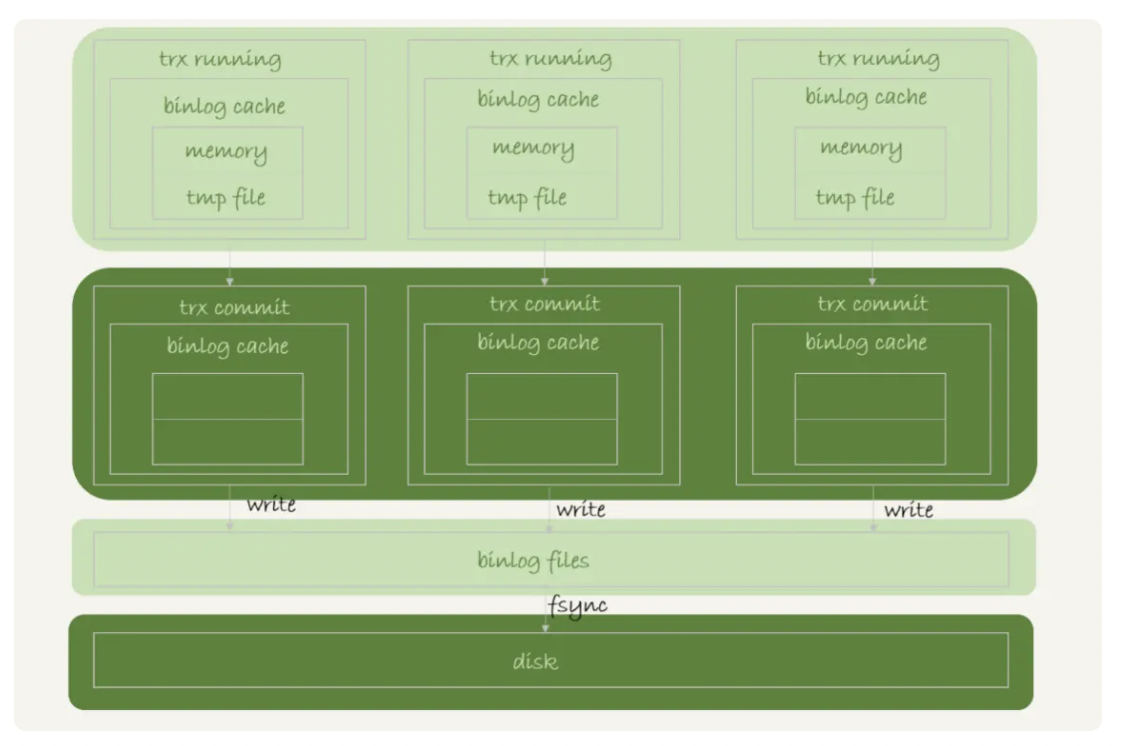 trx running
trx running
trx running
binlog cache
binlog cache
binlog cache
memory
memory
memory
tmp file
tmp file
tmp file
trx commit
trx commit
trx commit
binlog cache
binlog cache
binlog cache
write
write
write
binlog files
fsync
disk